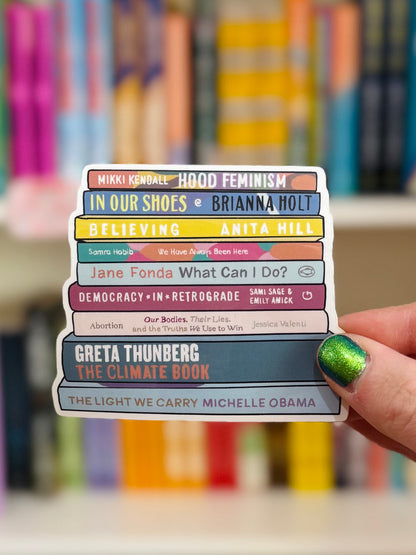 MIKKI KENDALL HOOD FEMINISM
IN OUR SHOES e BRIANNA HOLT
BELIEVING ANITA HILL
Samra Habib We Have Always Been Here
Jane Fonda What Can I Do?
DEMOCRACY•IN•RETROGRADE SAMI SAGE &
EMILY AMICK
Abortion Our Bodies, Their Lies,
and the Truths We Use to Win Jessica Valenti
GRETA THUNBERG
THE CLIMATE BOOK
THE LIGHT WE CARRY MICHELLE OBAMA